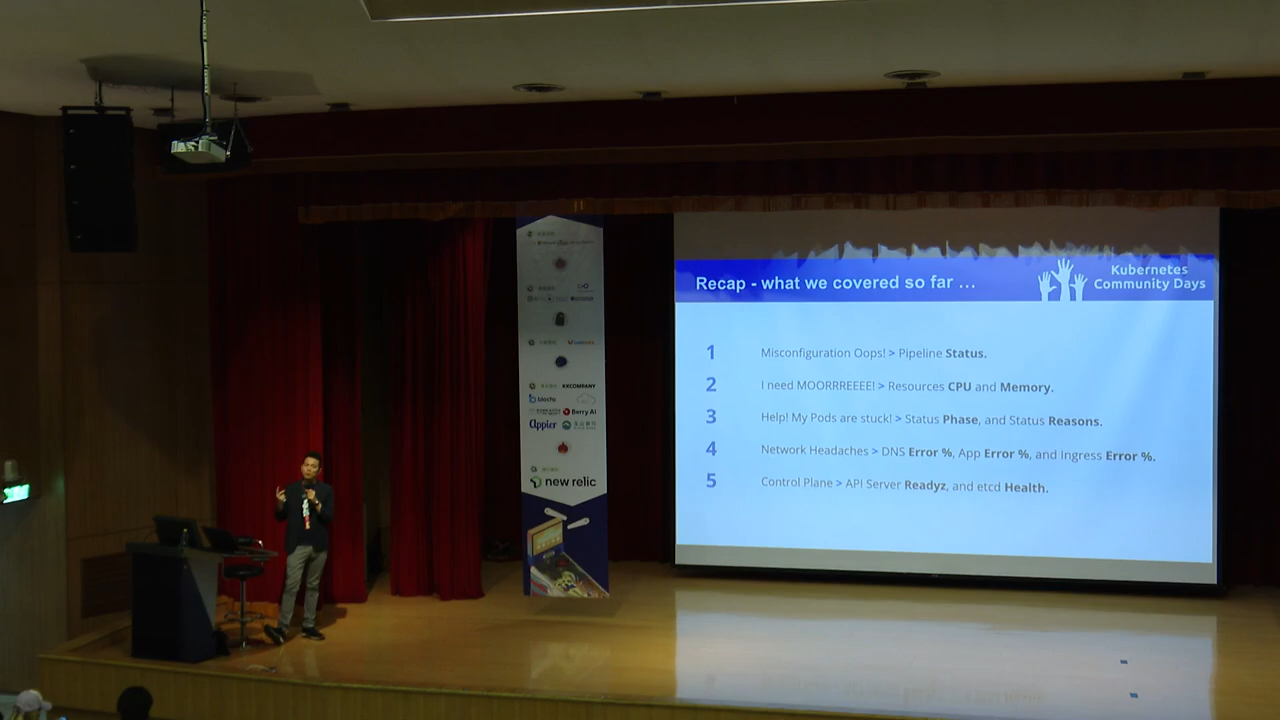 Recap - what we covered so far ...
Kubernetes
Community Days
1 Misconfiguration Oops! > Pipeline Status.
2 I need MOORRREEEE! > Resources CPU and Memory.
3 Help! My Pods are stuck! > Status Phase, and Status Reasons.
4 Network Headaches > DNS Error %, App Error %, and Ingress Error %.
5 Control Plane > API Server Readyz, and etcd Health.
KKCOMPANY
Berry AI
Appier
new relic